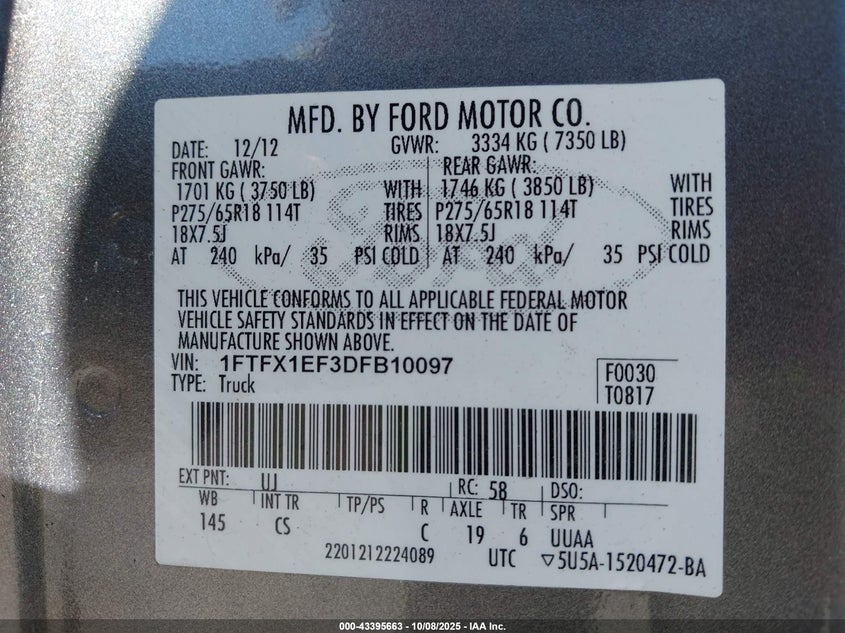 MFD. BY FORD MOTOR CO.
DATE: 12/12 GVWR: 3334 KG ( 7350 LB)
FRONT GAWR: REAR GAWR:
1701 KG ( 3750 LB) WITH 1746 KG ( 3850 LB) WITH
P275/65R18 114T TIRES P275/65R18 114T TIRES
18X7.5J RIMS 18X7.5J RIMS
AT 240 kPa/ 35 PSI COLD AT 240 kPa/ 35 PSI COLD
Ford
THIS VEHICLE CONFORMS TO ALL APPLICABLE FEDERAL MOTOR
VEHICLE SAFETY STANDARDS IN EFFECT ON THE DATE OF
MANUFACTURE SHOWN ABOVE.
VIN: 1FTFX1EF3DFB10097 F0030
TYPE: Truck T0817
EXT PNT: UJ RC: 58 DSO:
WB INT TR TP/PS R AXLE TR SPR
145 CS C 19 6 UUAA
2201212224089 UTC ▽5U5A-1520472-BA
000-43395663 - 10/08/2025 - IAA Inc.